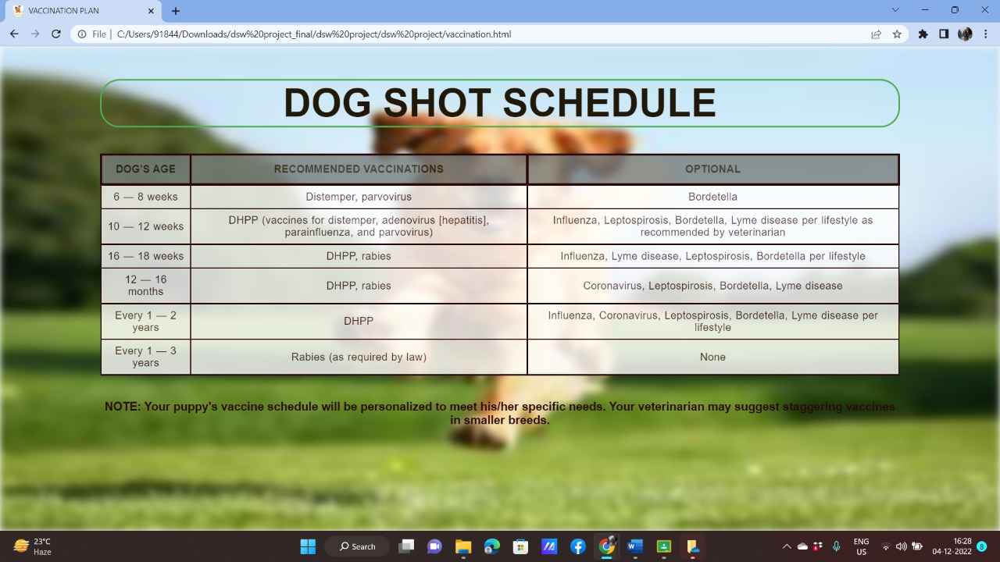 VACCINATION PLAN
File | C:/Users/91844/Downloads/dsw%20project_final/dsw%20project/dsw%20project/vaccination.html
DOG SHOT SCHEDULE
DOG'S AGE RECOMMENDED VACCINATIONS OPTIONAL
6 — 8 weeks Distemper, parvovirus Bordetella
10 — 12 weeks DHPP (vaccines for distemper, adenovirus [hepatitis], parainfluenza, and parvovirus) Influenza, Leptospirosis, Bordetella, Lyme disease per lifestyle as recommended by veterinarian
16 — 18 weeks DHPP, rabies Influenza, Lyme disease, Leptospirosis, Bordetella per lifestyle
12 — 16 months DHPP, rabies Coronavirus, Leptospirosis, Bordetella, Lyme disease
Every 1 — 2 years DHPP Influenza, Coronavirus, Leptospirosis, Bordetella, Lyme disease per lifestyle
Every 1 — 3 years Rabies (as required by law) None
NOTE: Your puppy's vaccine schedule will be personalized to meet his/her specific needs. Your veterinarian may suggest staggering vaccines
in smaller breeds.
23°C
Haze
Search
ENG
US
16:28
04-12-2022
8